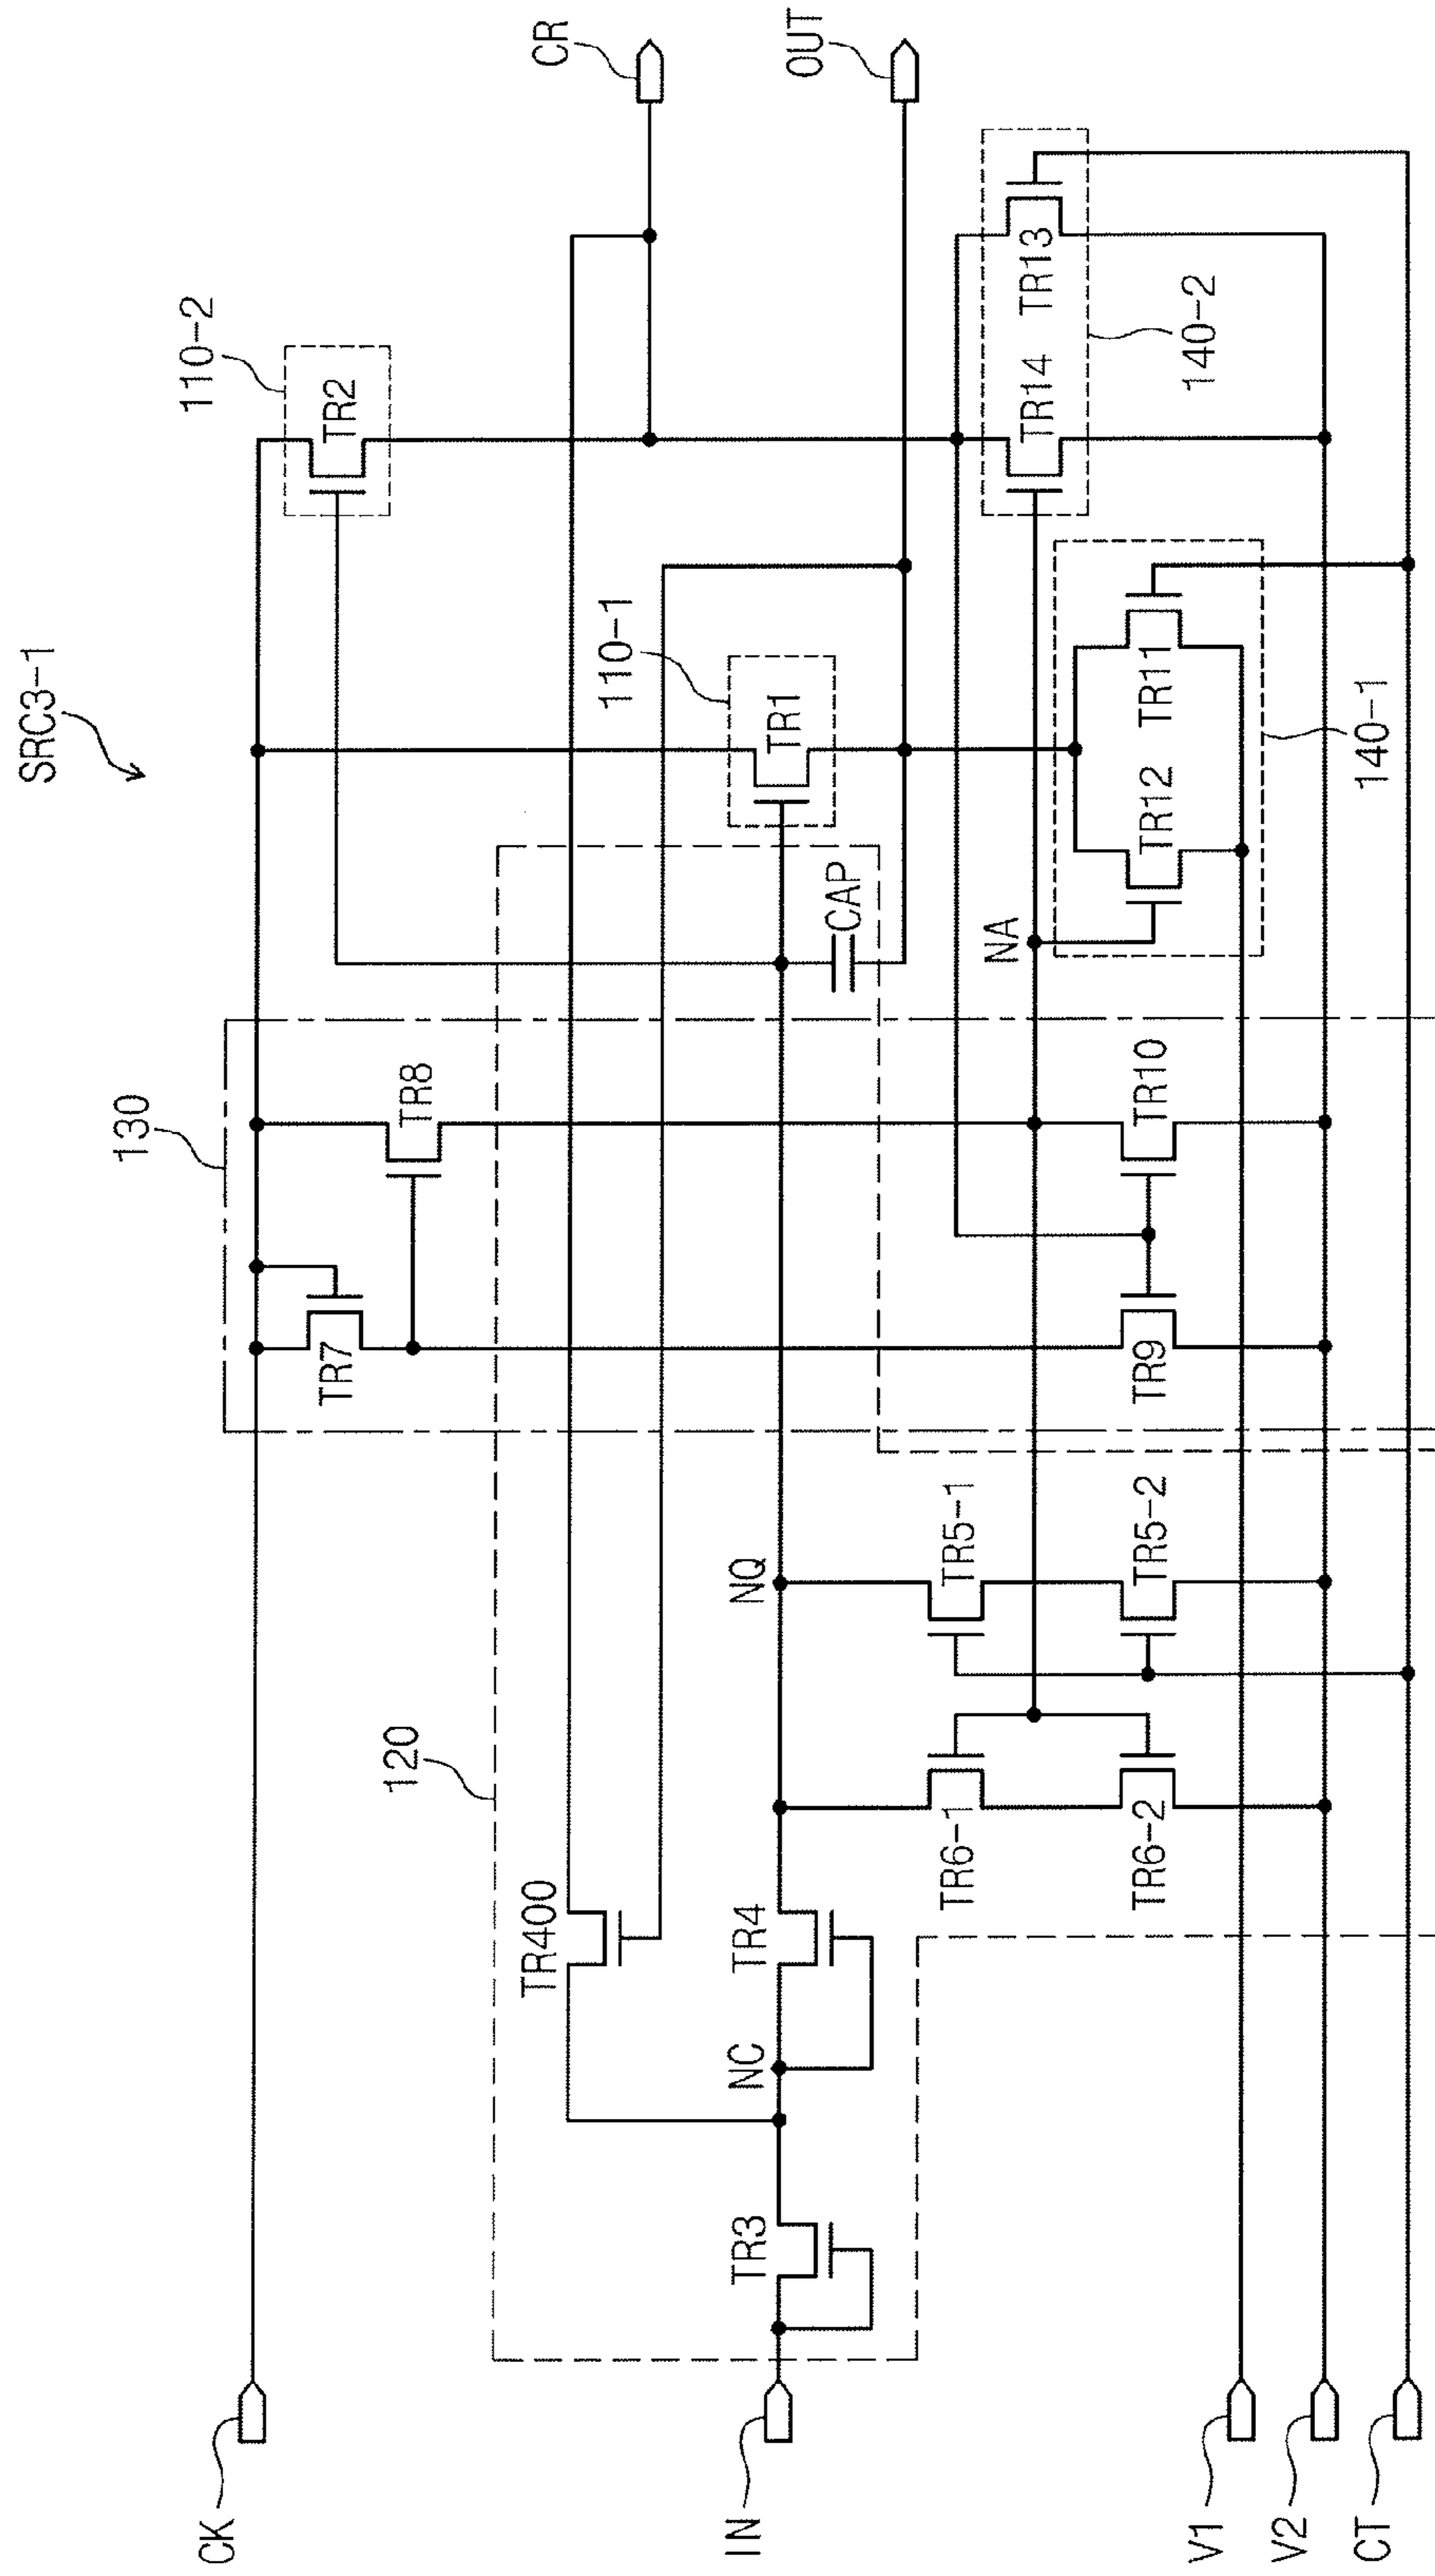 SRC3-1
CK
130
TR7
TR8
110-2
TR2
CR
120
TR400
110-1
TR1
OUT
IN
TR3
NC
TR4
NQ
CAP
NA
TR6-1
TR5-1
TR6-2
TR5-2
TR9
TR10
TR12
TR11
140-1
TR14
TR13
140-2
V1
V2
CT